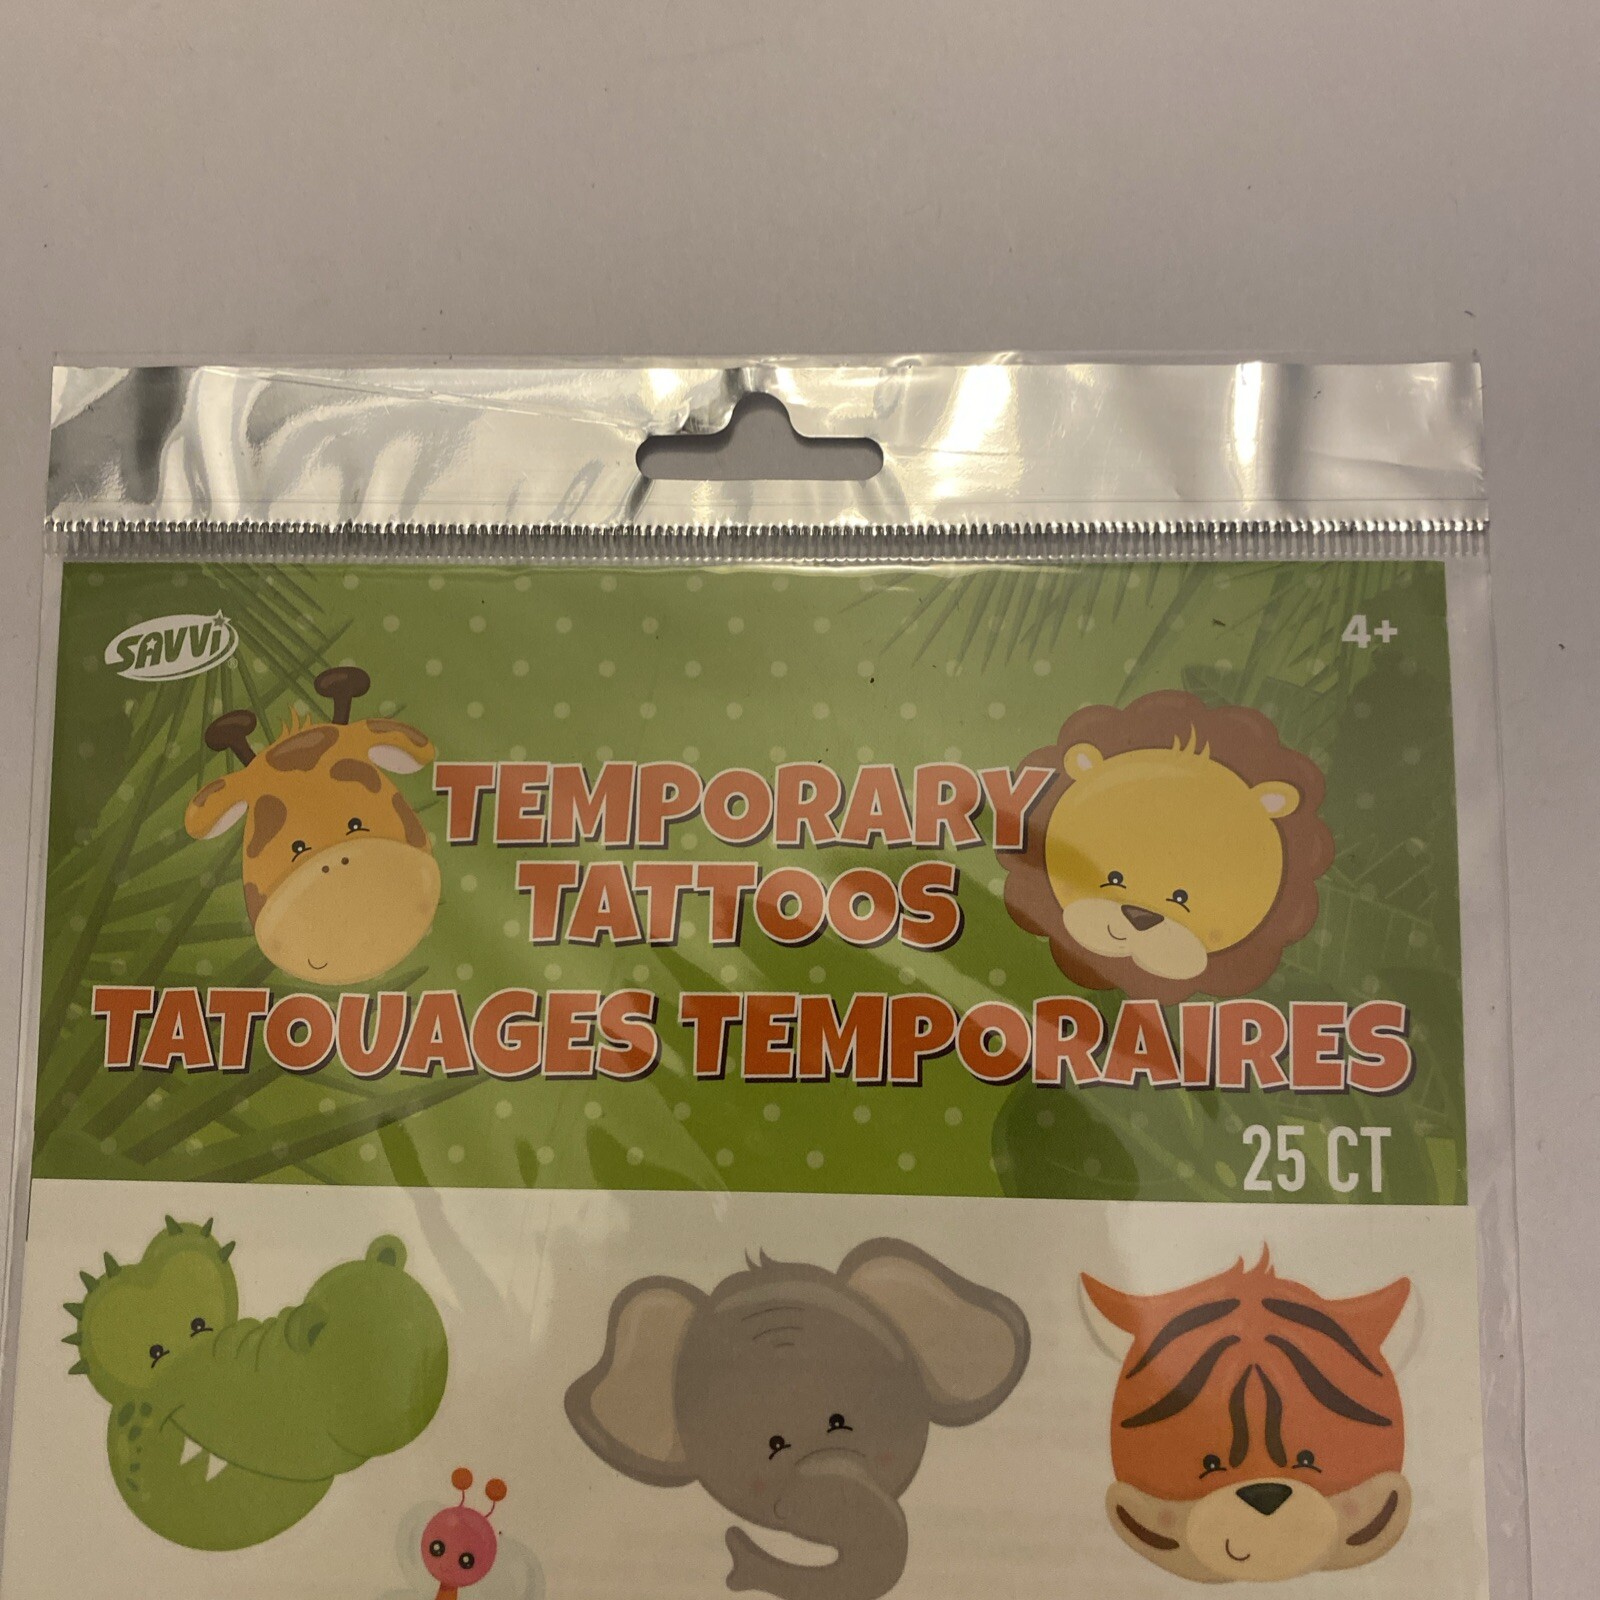 SAVVi®
4+
TEMPORARY
TATTOOS
TATOUAGES TEMPORAIRES
25 CT